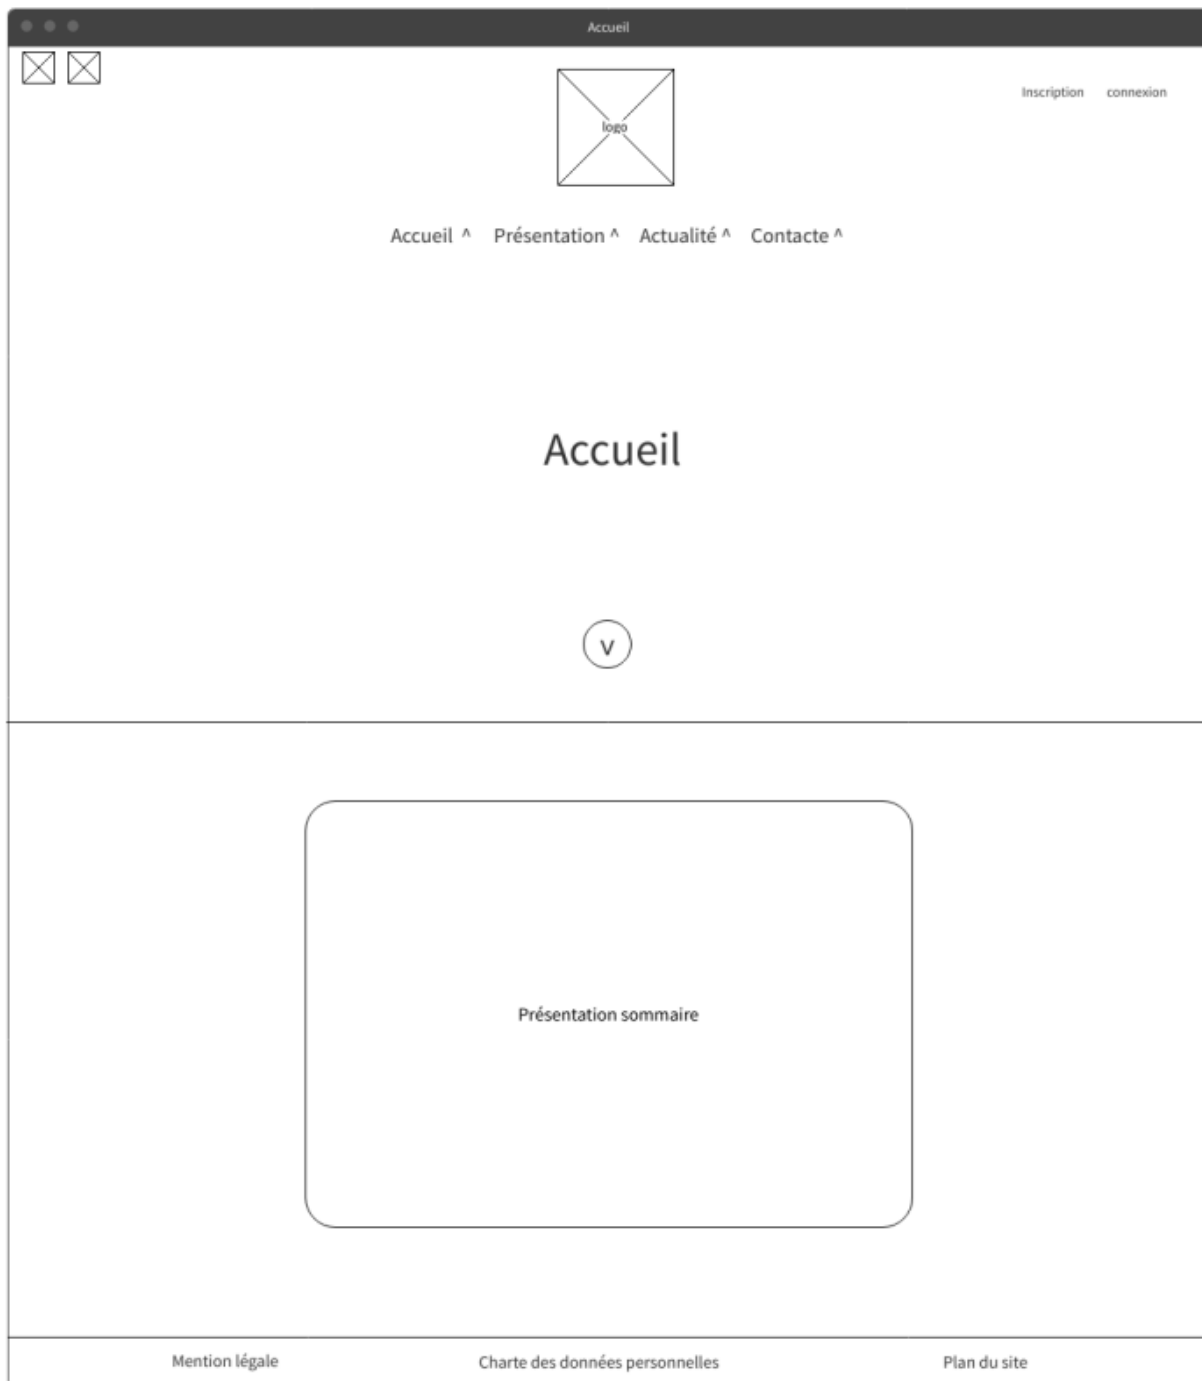 Accueil
Inscription connexion
logo
Accueil ^ Présentation ^ Actualité ^ Contacte ^
Accueil
v
Présentation sommaire
Mention légale Charte des données personnelles Plan du site